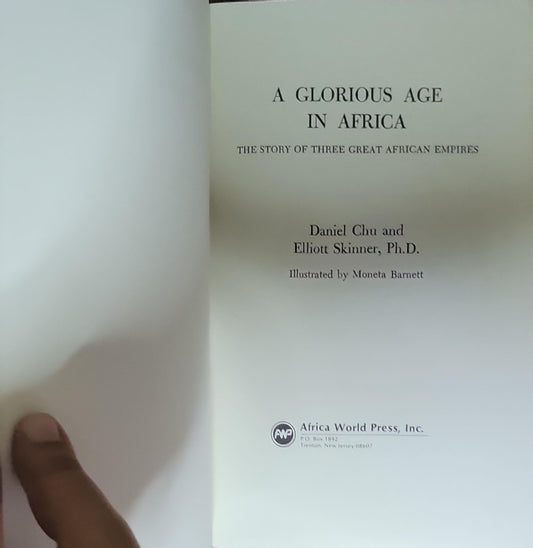 A GLORIOUS AGE
IN AFRICA
THE STORY OF THREE GREAT AFRICAN EMPIRES
Daniel Chu and
Elliott Skinner, Ph.D.
Illustrated by Moneta Barnett
AWP
Africa World Press, Inc.
P.O. Box 1892
Trenton, New Jersey 08607